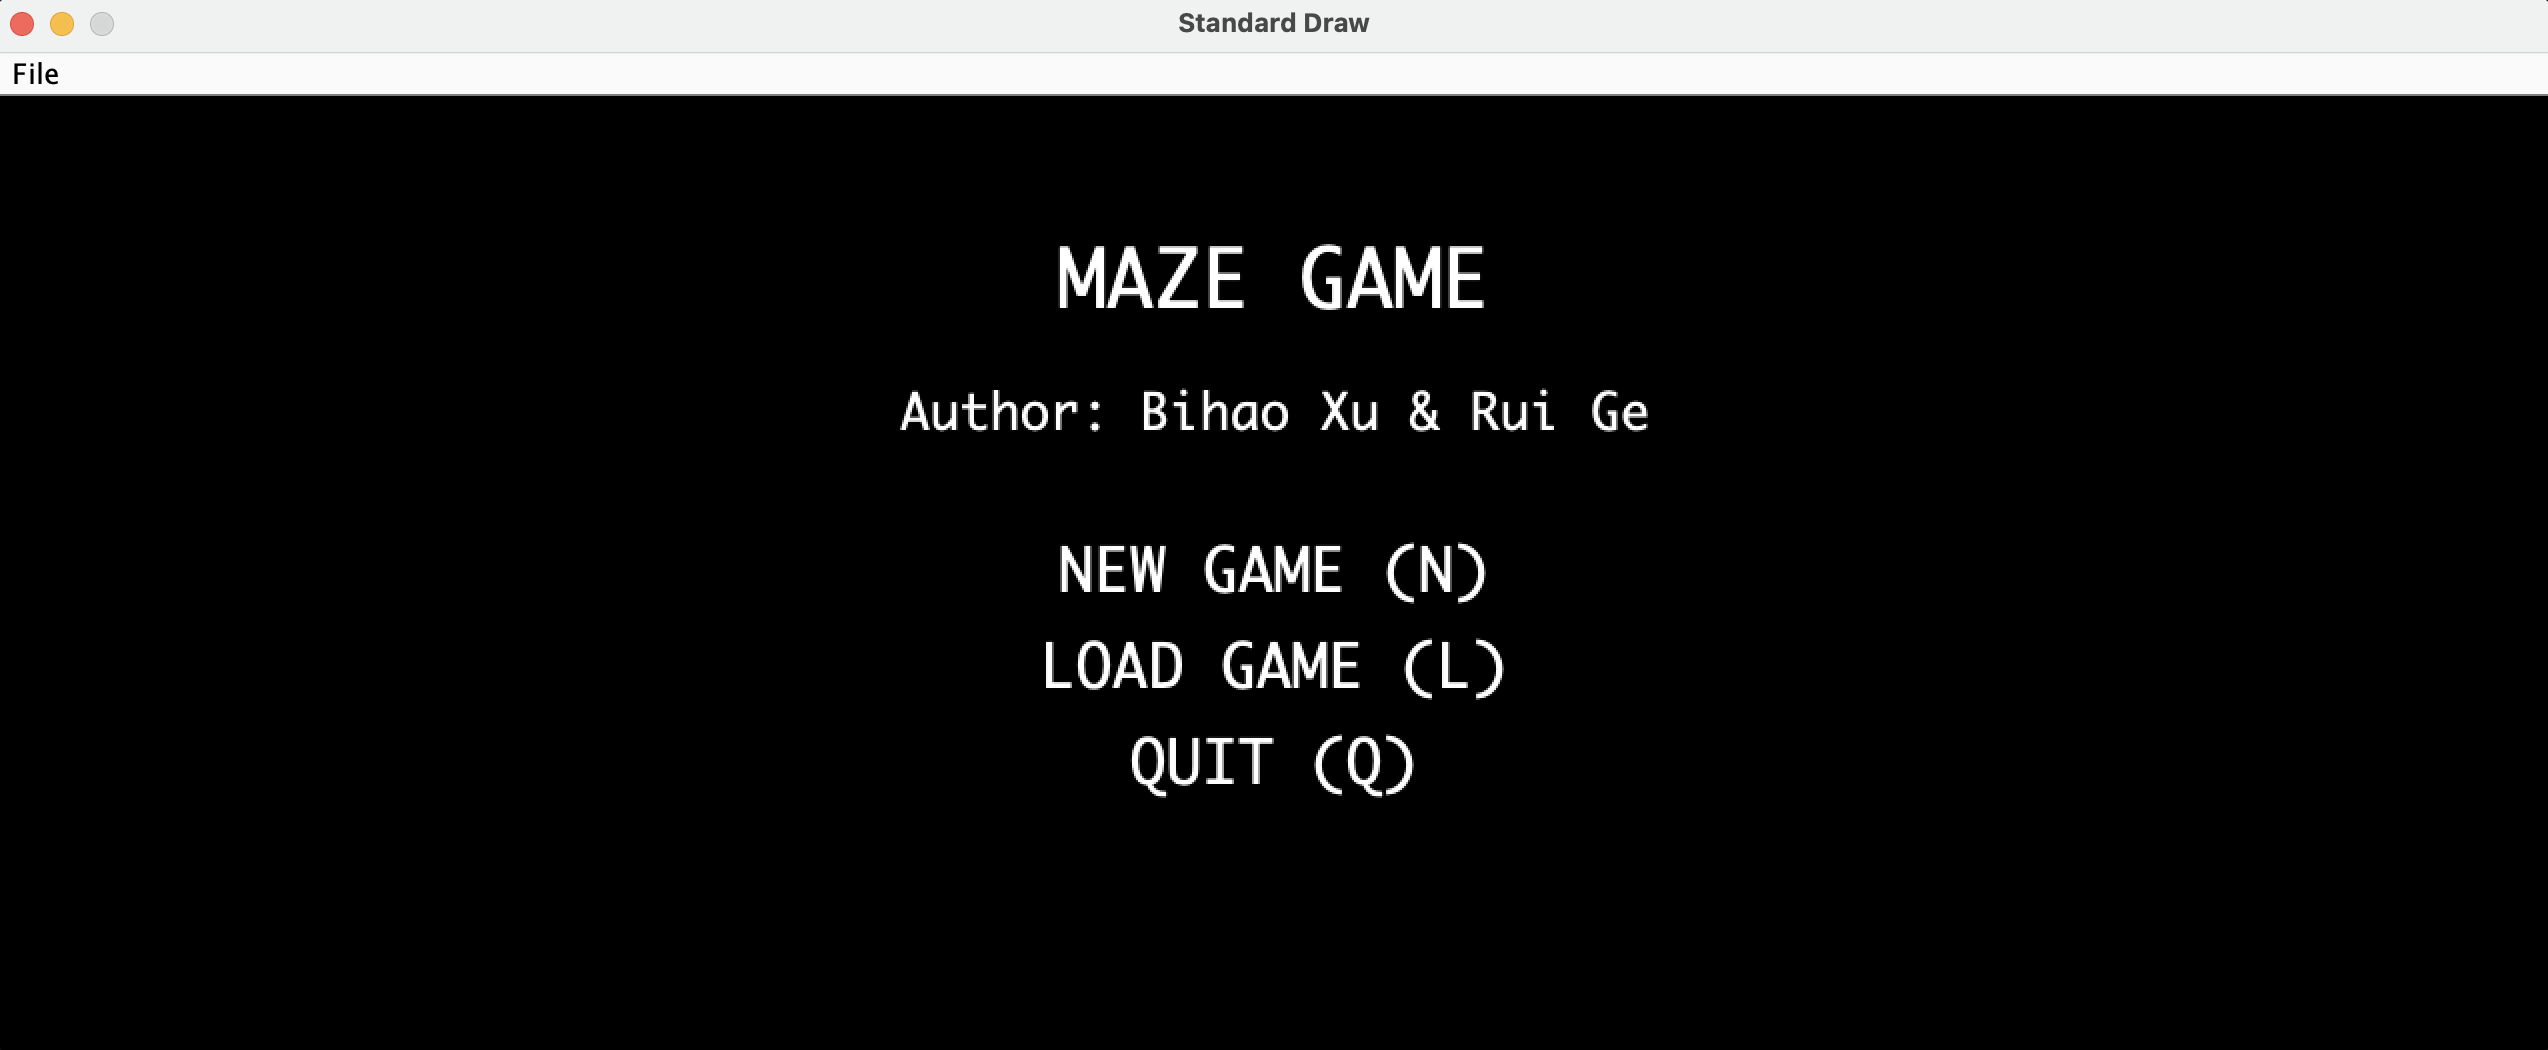 Standard Draw
File
MAZE GAME
Author: Bihao Xu & Rui Ge
NEW GAME (N)
LOAD GAME (L)
QUIT (Q)